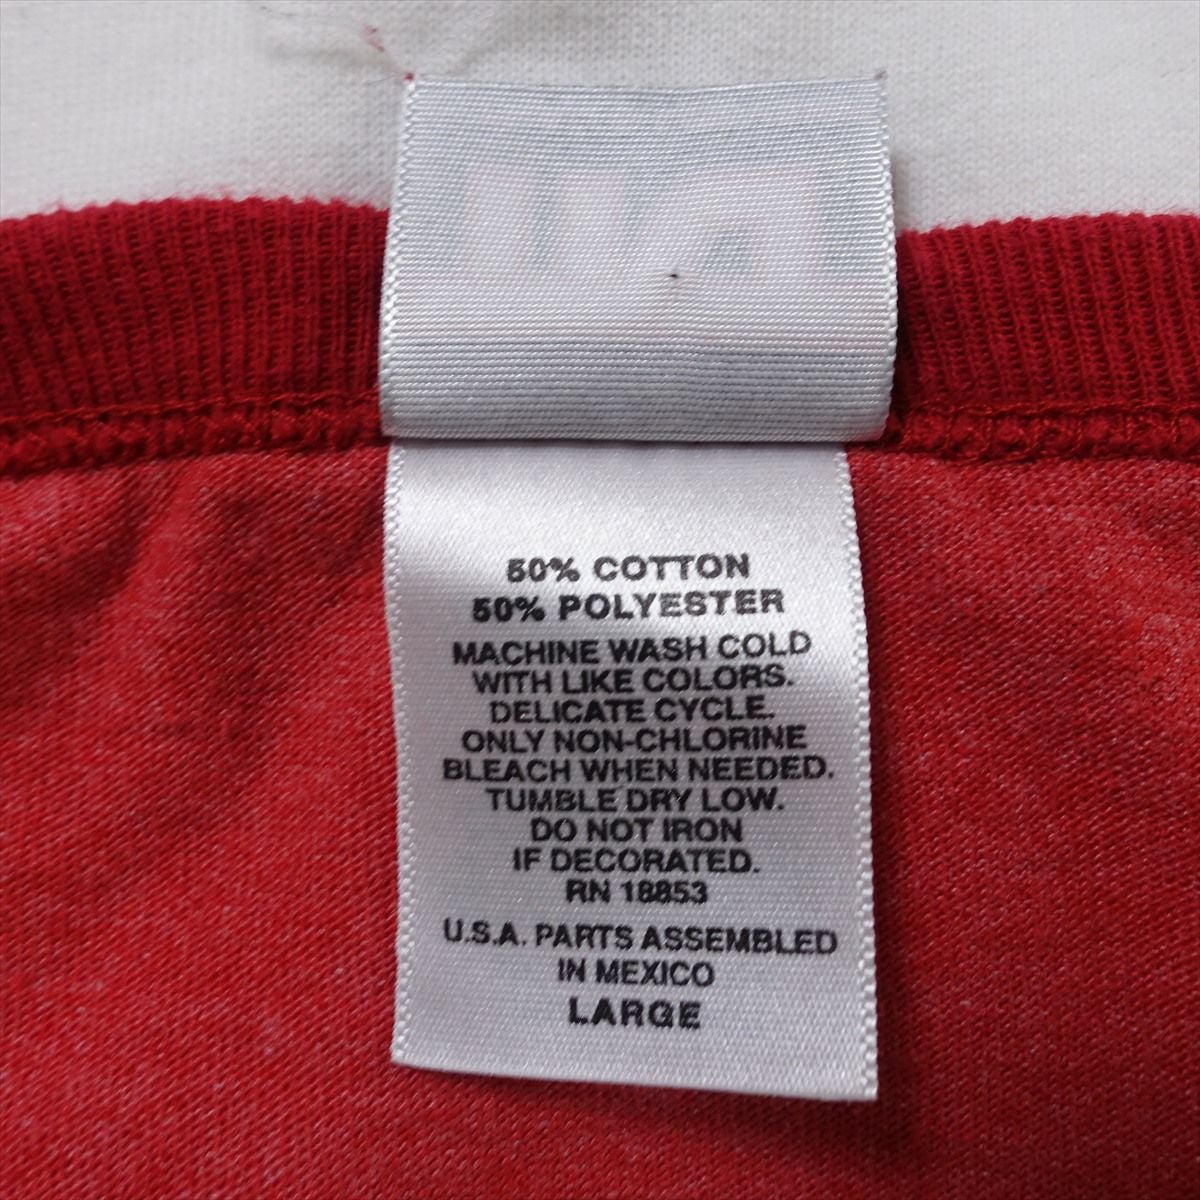 50% COTTON
50% POLYESTER
MACHINE WASH COLD
WITH LIKE COLORS.
DELICATE CYCLE.
ONLY NON-CHLORINE
BLEACH WHEN NEEDED.
TUMBLE DRY LOW.
DO NOT IRON
IF DECORATED.
RN 18853
U.S.A. PARTS ASSEMBLED
IN MEXICO
LARGE